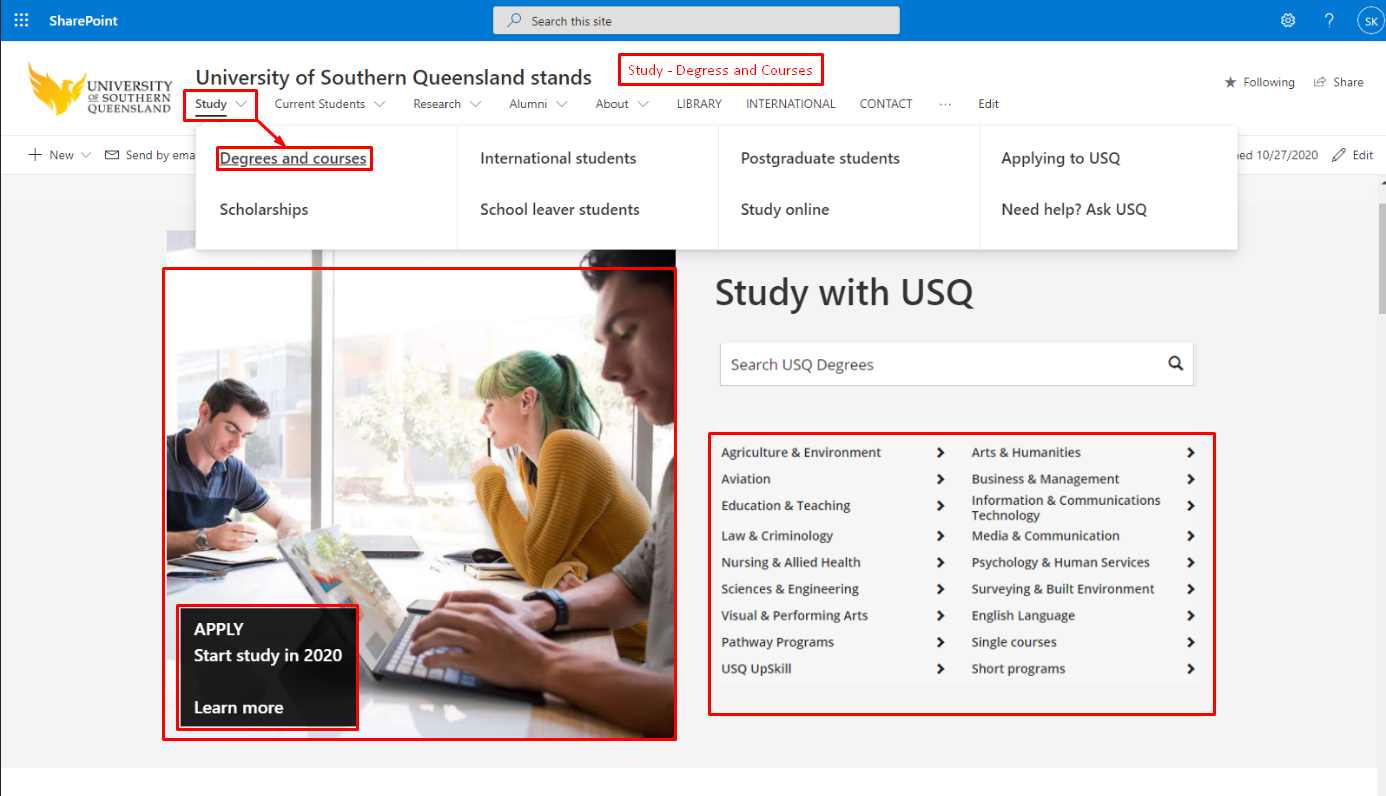 SharePoint
Search this site
?
SK
UNIVERSITY
OF SOUTHERN
QUEENSLAND
University of Southern Queensland stands
Study - Degress and Courses
Following
Share
Study
Current Students
Research
Alumni
About
LIBRARY
INTERNATIONAL
CONTACT
...
Edit
New
Send by ema
ed 10/27/2020
Edit
Degrees and courses
International students
Postgraduate students
Applying to USQ
Scholarships
School leaver students
Study online
Need help? Ask USQ
Study with USQ
Search USQ Degrees
Agriculture & Environment
Arts & Humanities
Aviation
Business & Management
Education & Teaching
Information & Communications
Technology
Law & Criminology
Media & Communication
Nursing & Allied Health
Psychology & Human Services
Sciences & Engineering
Surveying & Built Environment
Visual & Performing Arts
English Language
Pathway Programs
Single courses
USQ UpSkill
Short programs
APPLY
Start study in 2020
Learn more